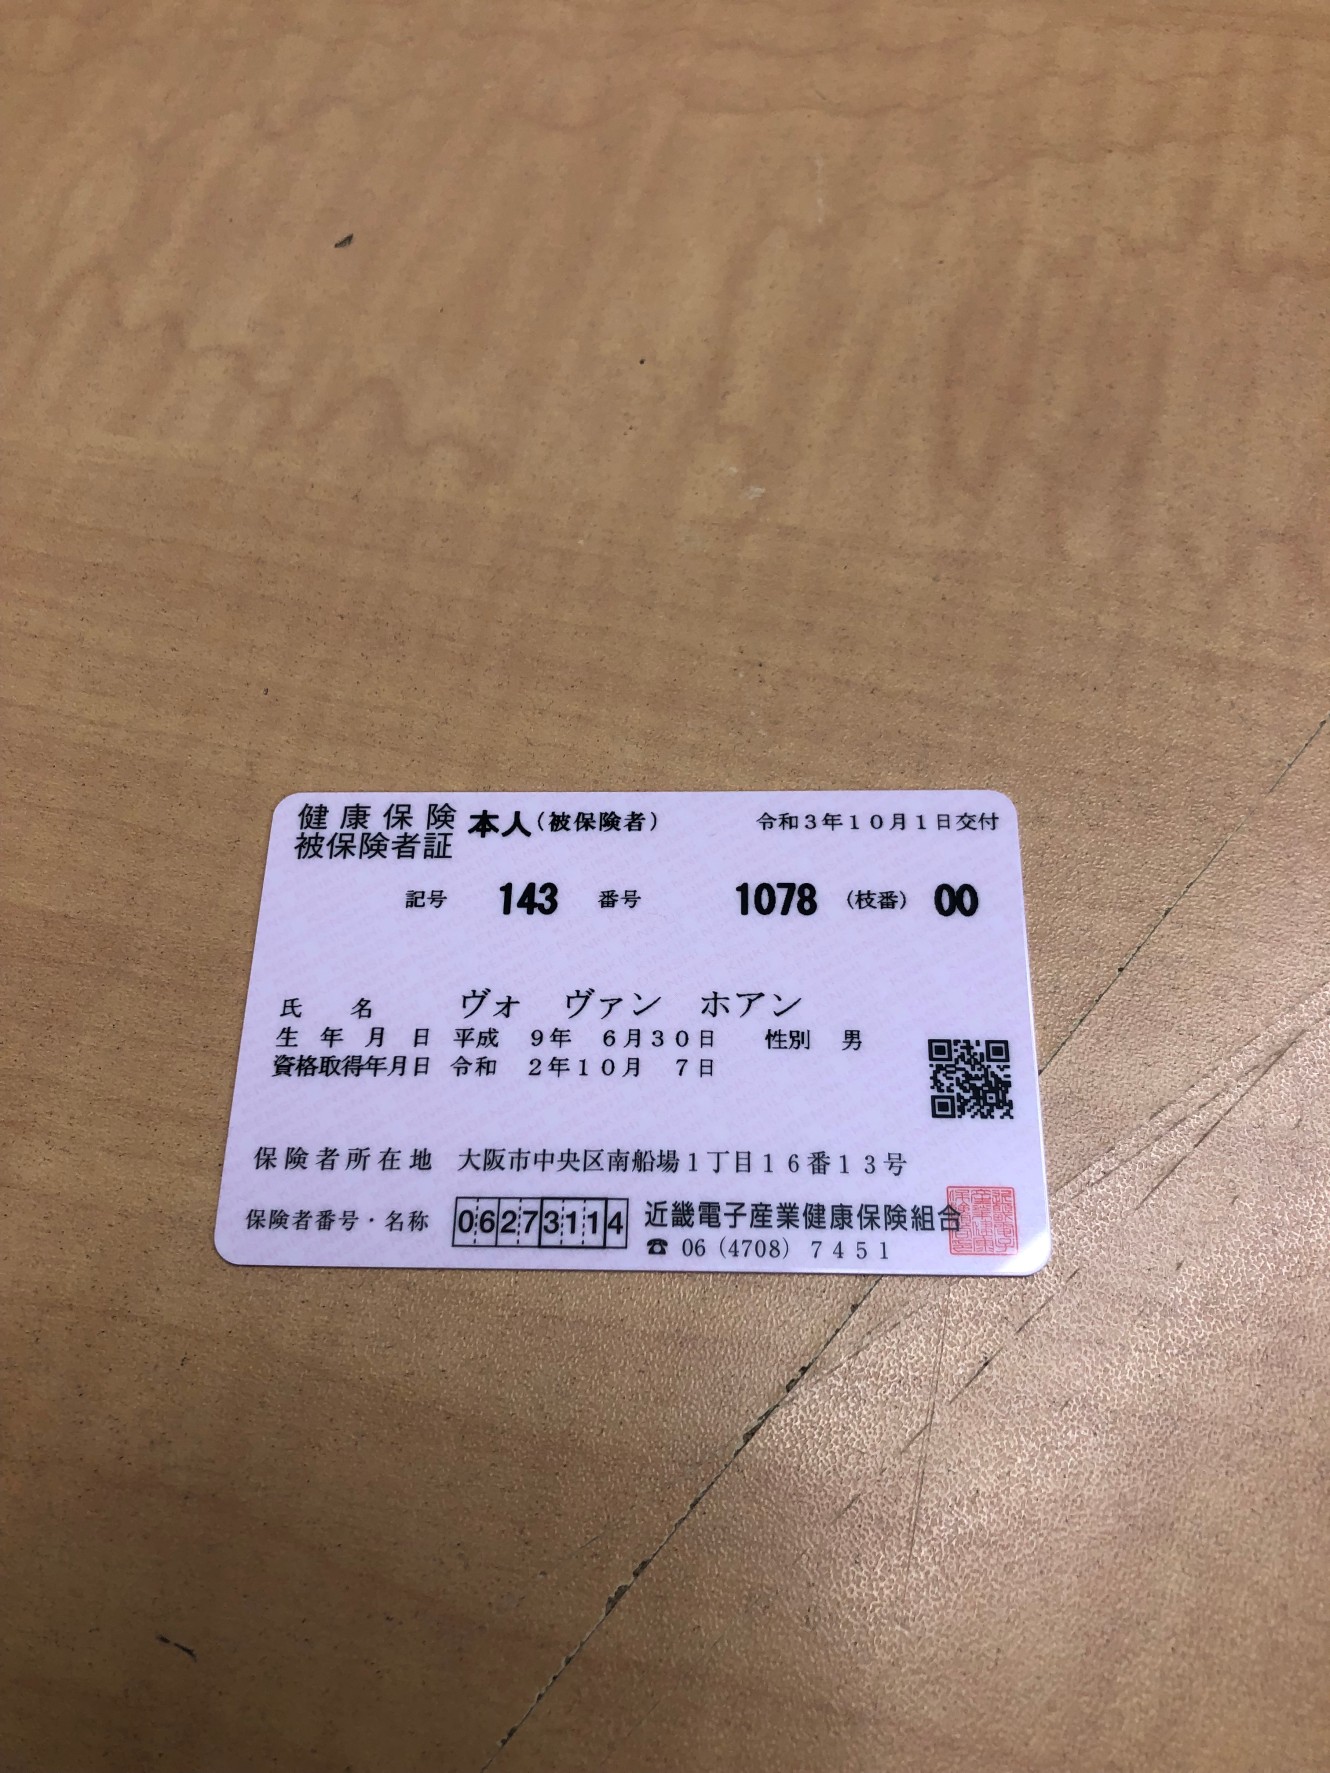 健康保険 本人(被保険者) 令和3年10月1日交付
被保険者証
記号 143 番号 1078 (枝番) 00
氏名 ヴォ ヴァン ホアン
生年月日 平成 9年 6月30日 性別 男
資格取得年月日 令和 2年10月 7日
保険者所在地 大阪市中央区南船場1丁目16番13号
保険者番号・名称 06273114 近畿電子産業健康保険組合
☎ 06(4708)7451